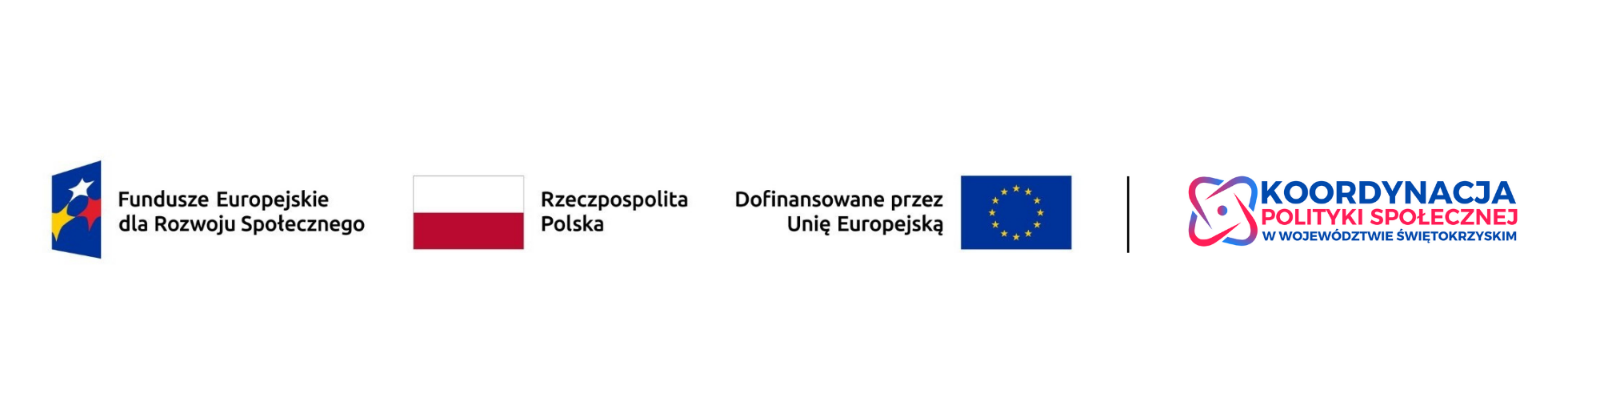 Fundusze Europejskie
dla Rozwoju Społecznego
Rzeczpospolita
Polska
Dofinansowane przez
Unię Europejską
KOORDYNACJA
POLITYKI SPOŁECZNEJ
W WOJEWÓDZTWIE ŚWIĘTOKRZYSKIM